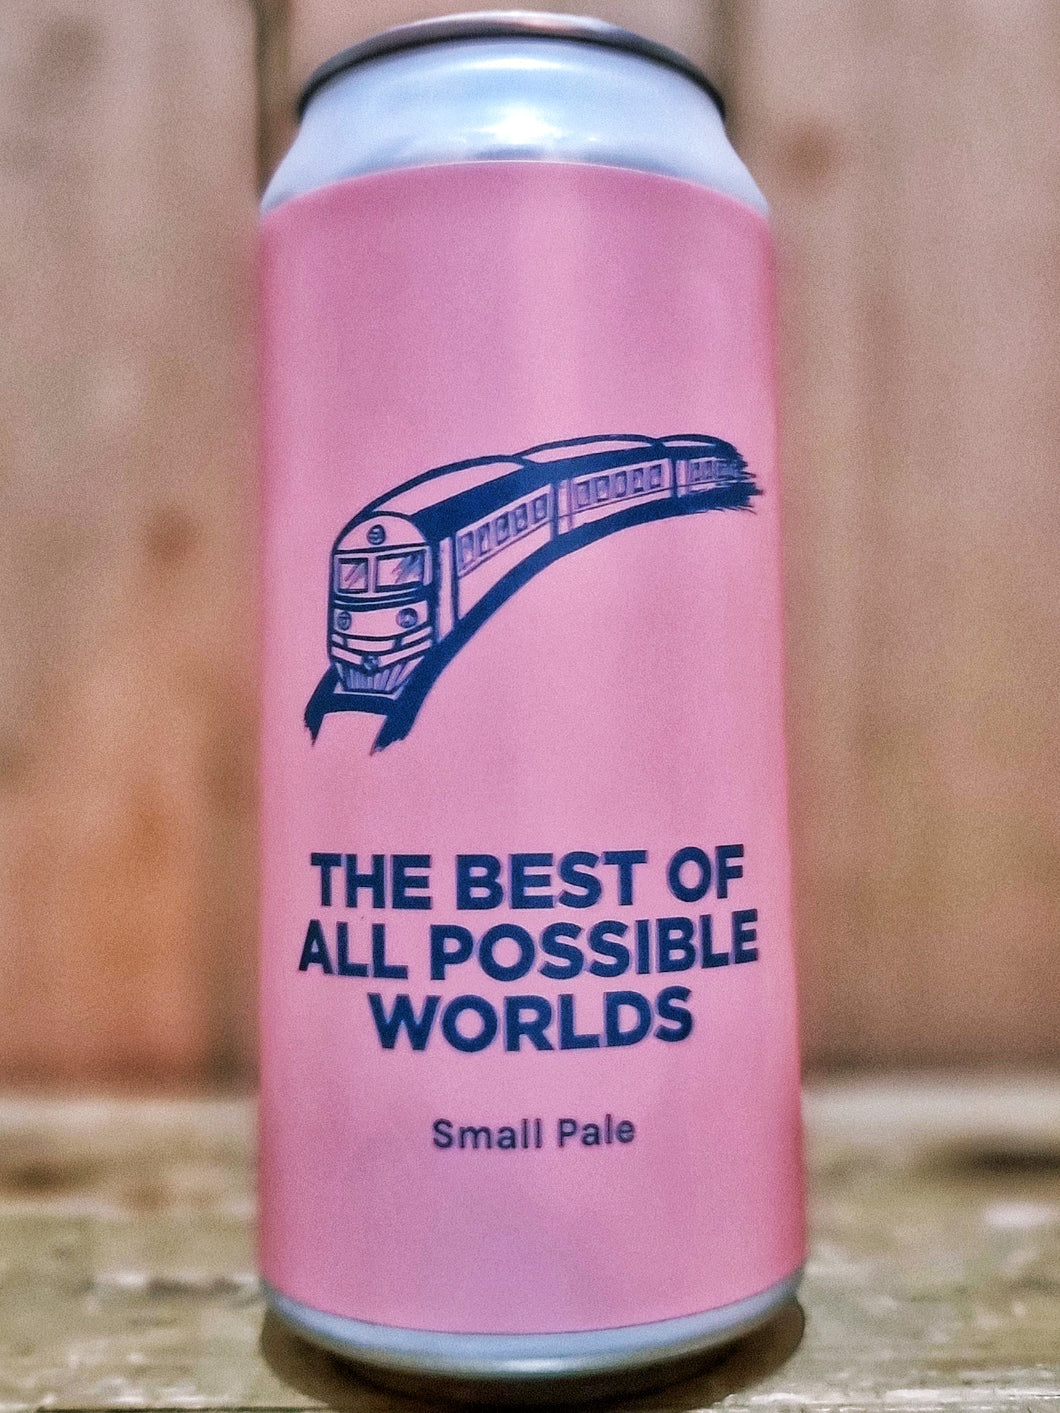 THE BEST OF
ALL POSSIBLE
WORLDS
Small Pale